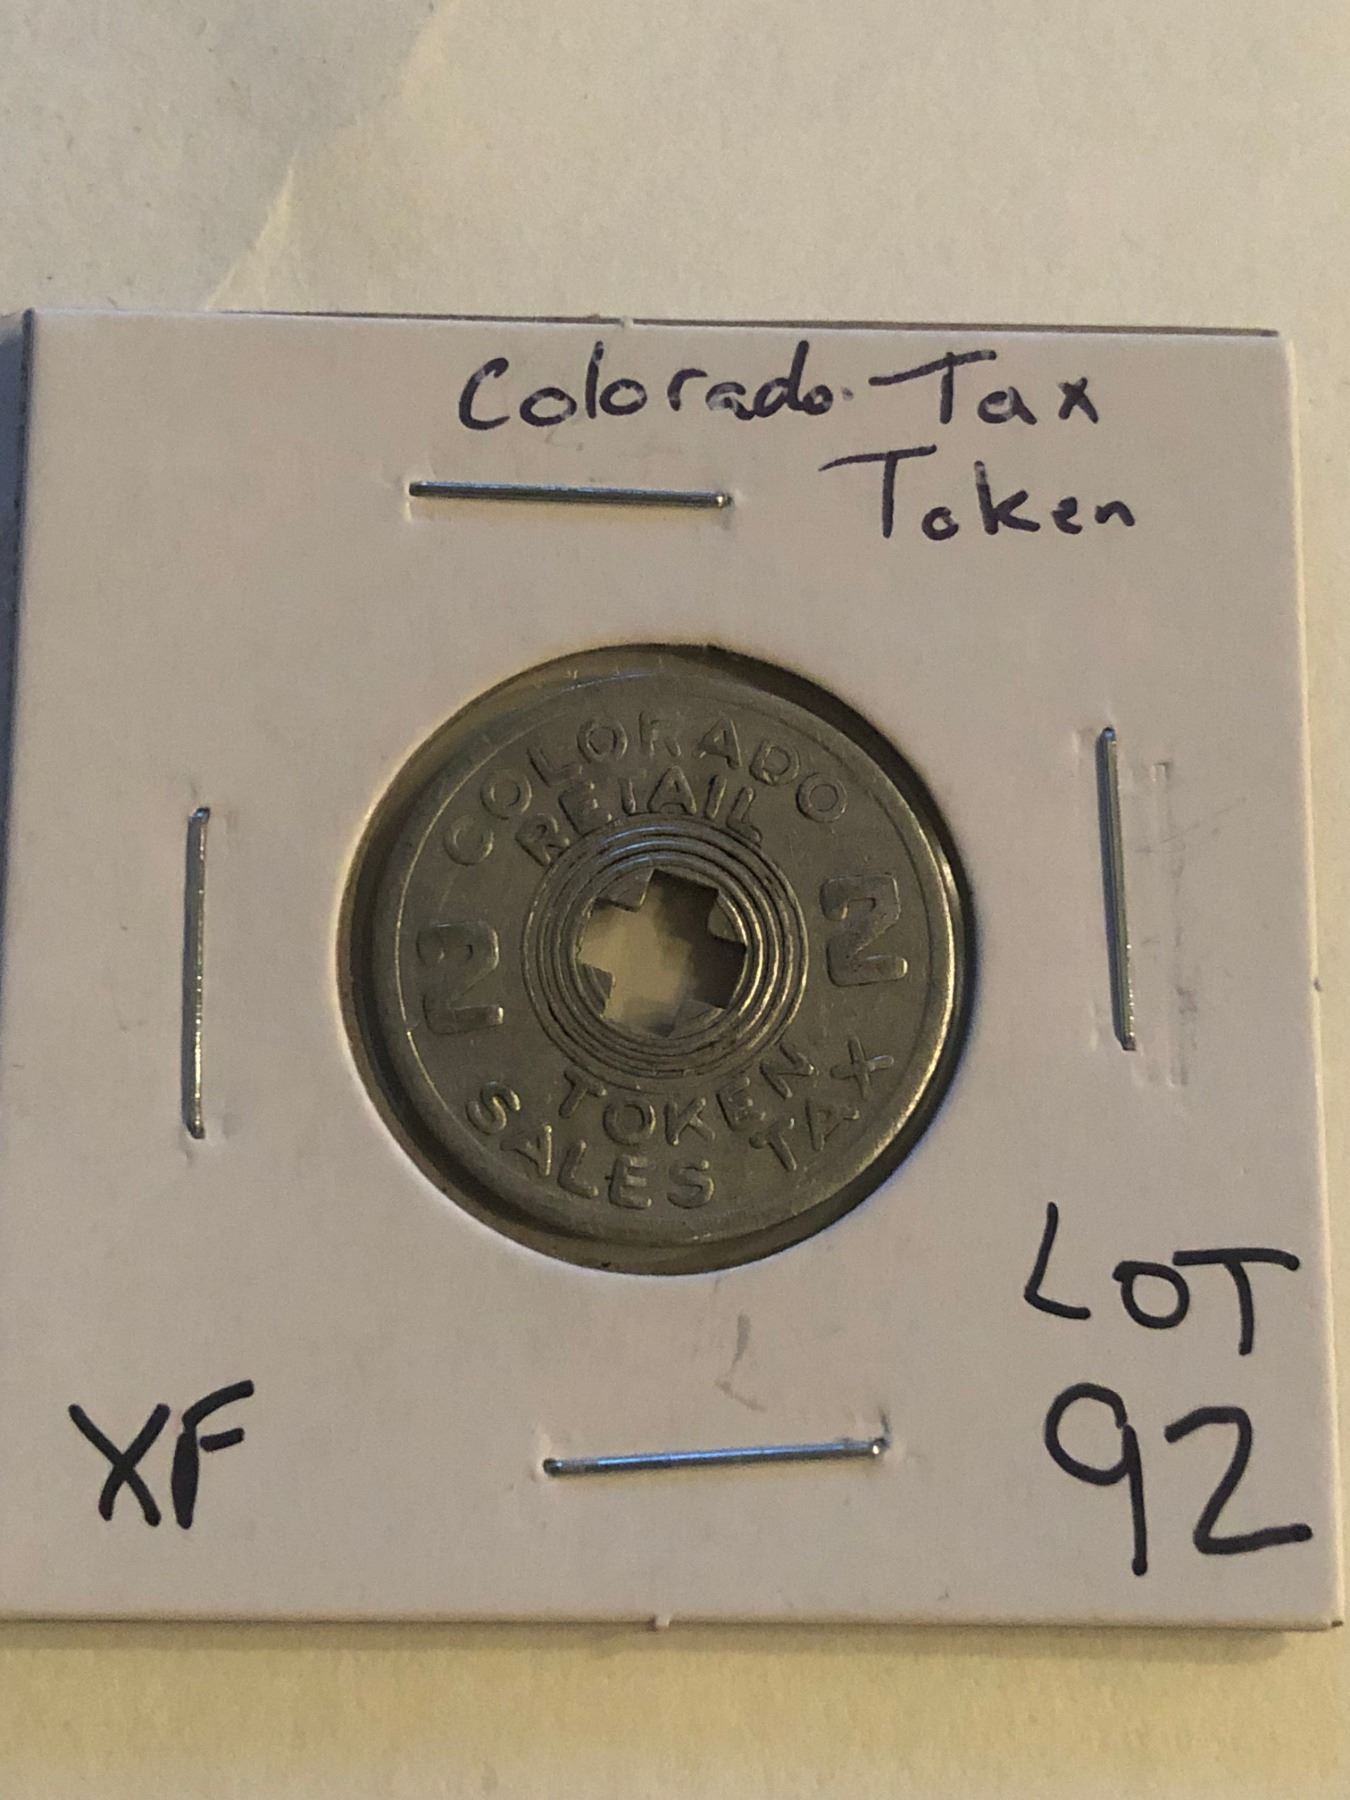 Colorado Tax
Token
COLORADO
RETAIL
2 2
TOKEN
SALES TAX
LOT
92
XF